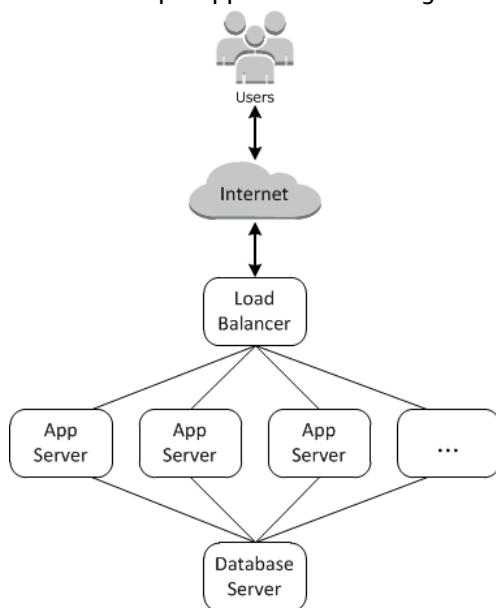 Users
Internet
Load
Balancer
App
Server
App
Server
App
Server
...
Database
Server